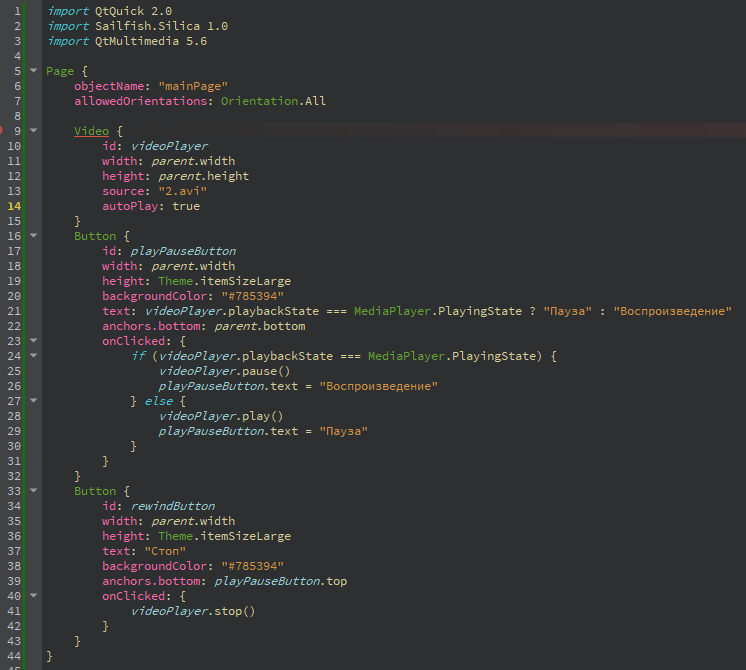 1 import QtQuick 2.0
2 import Sailfish.Silica 1.0
3 import QtMultimedia 5.6
4
5 Page {
6     objectName: "mainPage"
7     allowedOrientations: Orientation.All
8
9     Video {
10         id: videoPlayer
11         width: parent.width
12         height: parent.height
13         source: "2.avi"
14         autoPlay: true
15     }
16     Button {
17         id: playPauseButton
18         width: parent.width
19         height: Theme.itemSizeLarge
20         backgroundColor: "#785394"
21         text: videoPlayer.playbackState === MediaPlayer.PlayingState ? "Пауза" : "Воспроизведение"
22         anchors.bottom: parent.bottom
23         onClicked: {
24             if (videoPlayer.playbackState === MediaPlayer.PlayingState) {
25                 videoPlayer.pause()
26                 playPauseButton.text = "Воспроизведение"
27             } else {
28                 videoPlayer.play()
29                 playPauseButton.text = "Пауза"
30             }
31         }
32     }
33     Button {
34         id: rewindButton
35         width: parent.width
36         height: Theme.itemSizeLarge
37         text: "Стоп"
38         backgroundColor: "#785394"
39         anchors.bottom: playPauseButton.top
40         onClicked: {
41             videoPlayer.stop()
42         }
43     }
44 }